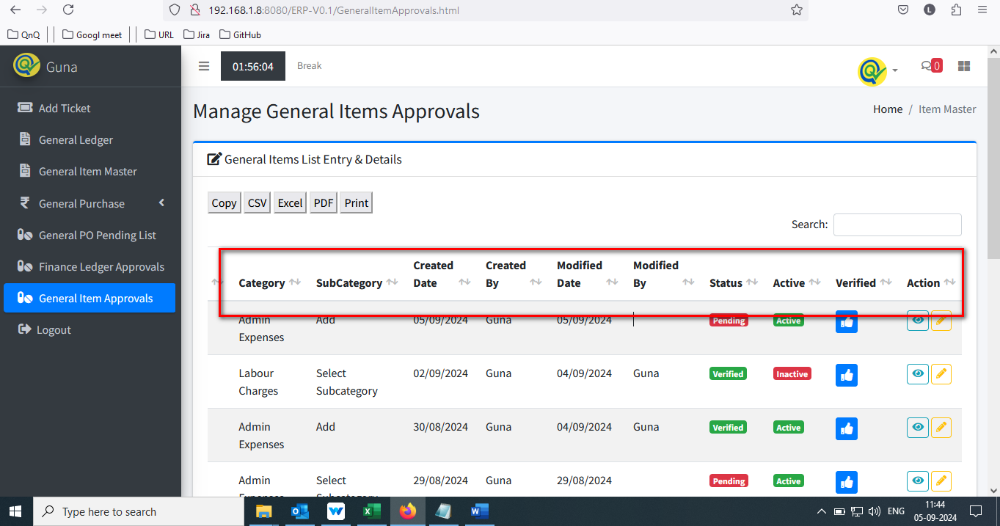 192.168.1.8:8080/ERP-V0.1/GeneralItemApprovals.html
L
QnQ Googl meet URL Jira GitHub
Guna
01:56:04 Break
0
Add Ticket
General Ledger
General Item Master
General Purchase
General PO Pending List
Finance Ledger Approvals
General Item Approvals
Logout
Manage General Items Approvals
Home / Item Master
General Items List Entry & Details
Copy CSV Excel PDF Print
Search:
Category SubCategory Created Date Created By Modified Date Modified By Status Active Verified Action
Admin Expenses Add 05/09/2024 Guna 05/09/2024 Pending Active
Labour Charges Select Subcategory 02/09/2024 Guna 04/09/2024 Guna Verified Inactive
Admin Expenses Add 30/08/2024 Guna 04/09/2024 Guna Verified Active
Admin Expenses Select Subcategory 29/08/2024 Guna 29/08/2024 Pending Active
Type here to search
ENG
11:44
05-09-2024